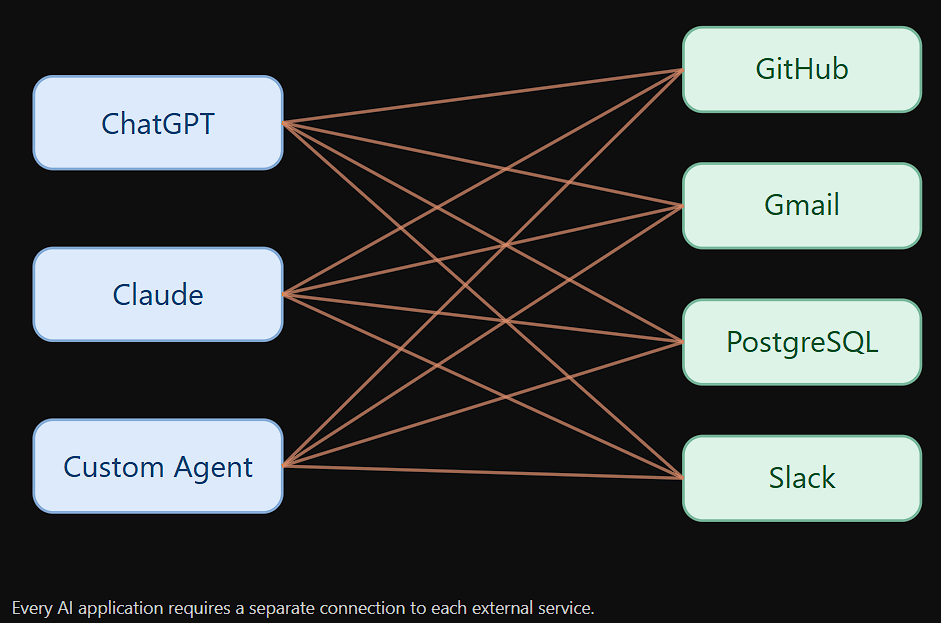 ChatGPT
Claude
Custom Agent
GitHub
Gmail
PostgreSQL
Slack
Every AI application requires a separate connection to each external service.